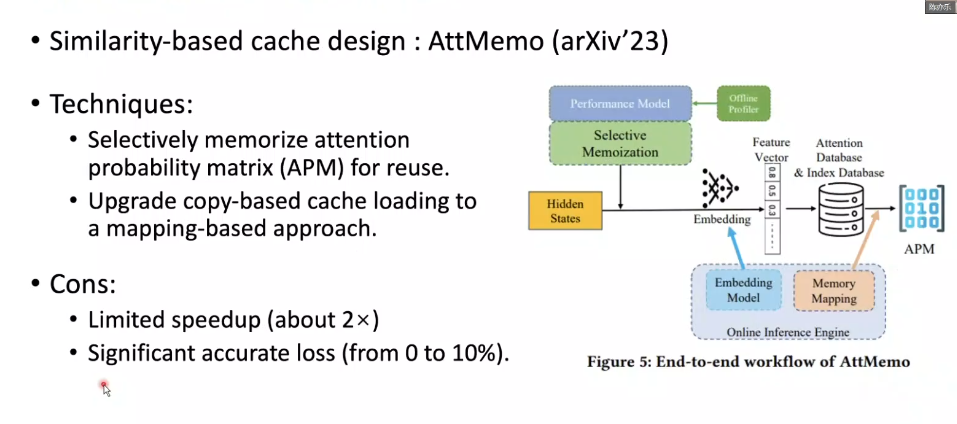 • Similarity-based cache design : AttMemo (arXiv’23)
• Techniques:
• Selectively memorize attention
probability matrix (APM) for reuse.
• Upgrade copy-based cache loading to
a mapping-based approach.
• Cons:
• Limited speedup (about 2×)
• Significant accurate loss (from 0 to 10%).
Performance Model
Offline
Profiler
Selective
Memoization
Hidden
States
Embedding
Feature
Vector
0.8
0.5
0.3
Attention
Database
& Index Database
010
APM
Embedding
Model
Memory
Mapping
Online Inference Engine
Figure 5: End-to-end workflow of AttMemo